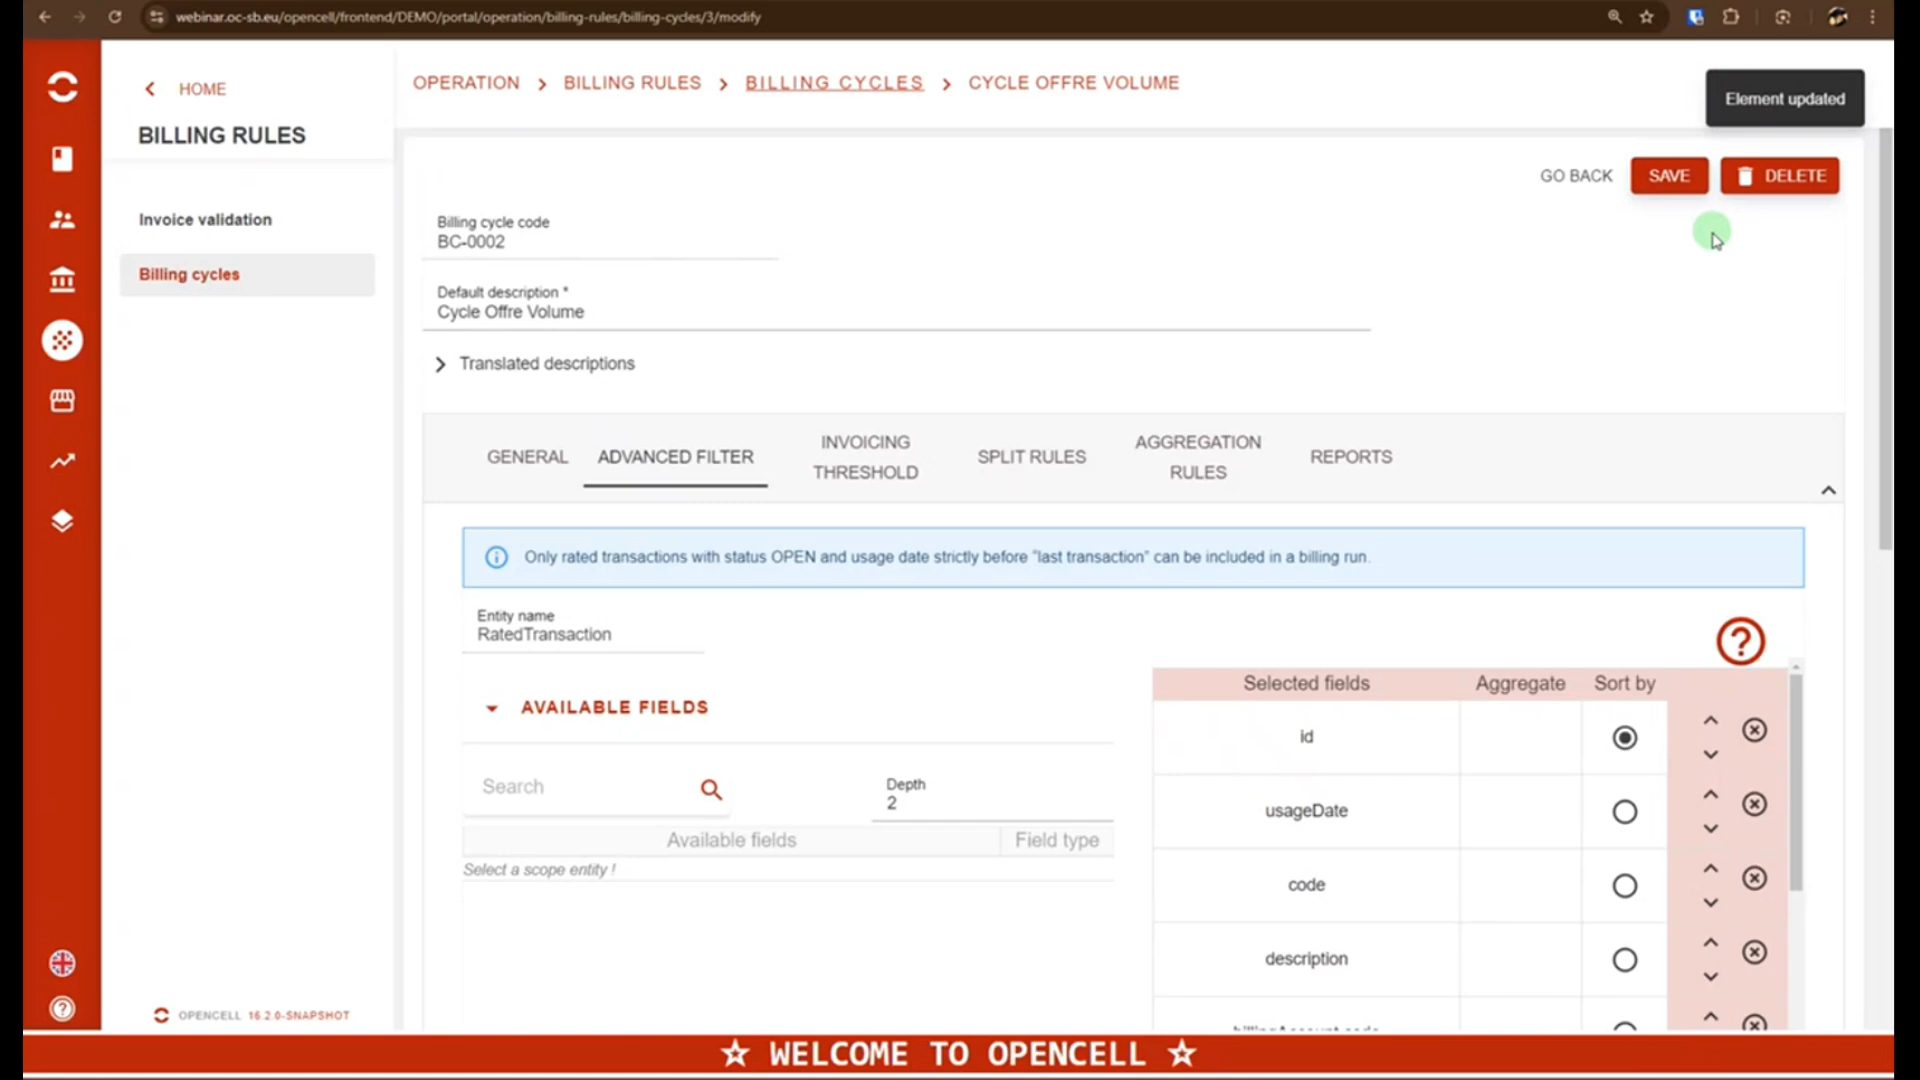 webinar.oc-sb.eu/opencell/frontend/DEMO/portal/operation/billing-rules/billing-cycles/3/modify
HOME
BILLING RULES
Invoice validation
Billing cycles
OPENCELL 16.2.0-SNAPSHOT
OPERATION > BILLING RULES > BILLING CYCLES > CYCLE OFFRE VOLUME
Element updated
GO BACK SAVE DELETE
Billing cycle code
BC-0002
Default description *
Cycle Offre Volume
Translated descriptions
GENERAL ADVANCED FILTER INVOICING THRESHOLD SPLIT RULES AGGREGATION RULES REPORTS
Only rated transactions with status OPEN and usage date strictly before "last transaction" can be included in a billing run.
Entity name
RatedTransaction
AVAILABLE FIELDS
Search
Depth
2
Available fields Field type
Select a scope entity !
Selected fields Aggregate Sort by
id
usageDate
code
description
☆ WELCOME TO OPENCELL ☆